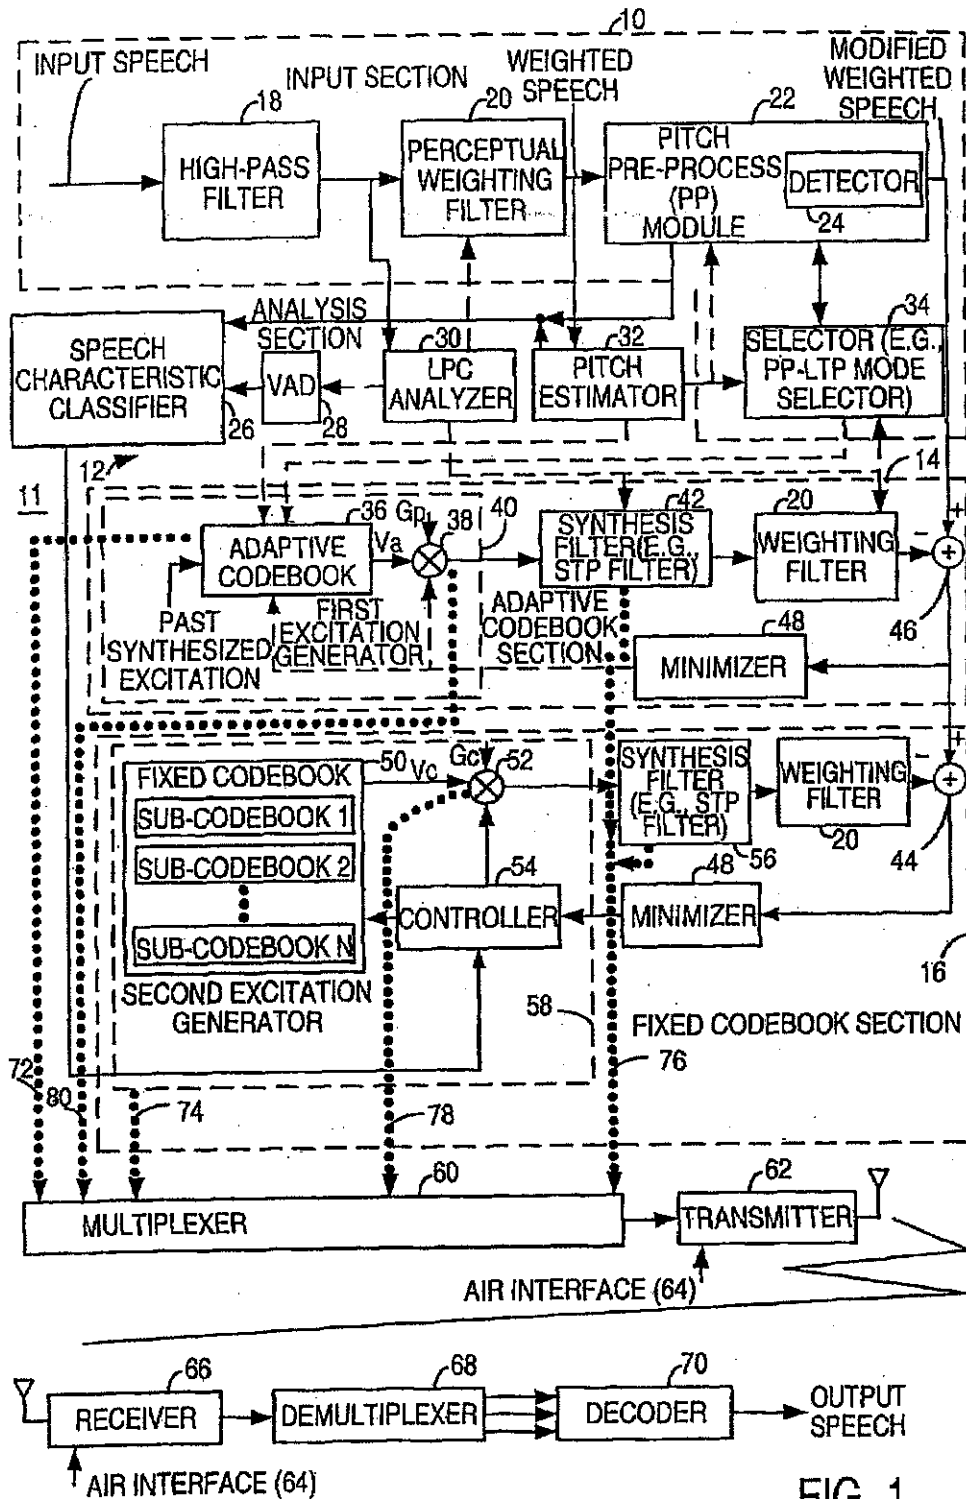 10
INPUT SPEECH
INPUT SECTION
WEIGHTED
SPEECH
MODIFIED
WEIGHTED
SPEECH
18
HIGH-PASS
FILTER
20
PERCEPTUAL
WEIGHTING
FILTER
22
PITCH
PRE-PROCESS
(PP)
MODULE
DETECTOR
24
ANALYSIS
SECTION
SPEECH
CHARACTERISTIC
CLASSIFIER
26
VAD
28
30
LPC
ANALYZER
32
PITCH
ESTIMATOR
34
SELECTOR (E.G.,
PP-LTP MODE
SELECTOR)
12
11
14
36
ADAPTIVE
CODEBOOK
Va
Gp
38
40
42
SYNTHESIS
FILTER(E.G.,
STP FILTER)
20
WEIGHTING
FILTER
-
+
+
46
PAST
SYNTHESIZED
EXCITATION
FIRST
EXCITATION
GENERATOR
ADAPTIVE
CODEBOOK
SECTION
48
MINIMIZER
50
FIXED CODEBOOK
SUB-CODEBOOK 1
SUB-CODEBOOK 2
SUB-CODEBOOK N
Vc
Gc
52
SYNTHESIS
FILTER
(E.G., STP
FILTER)
56
WEIGHTING
FILTER
20
-
+
+
44
54
CONTROLLER
48
MINIMIZER
16
SECOND EXCITATION
GENERATOR
58
FIXED CODEBOOK SECTION
72
80
74
78
76
60
MULTIPLEXER
62
TRANSMITTER
AIR INTERFACE (64)
66
RECEIVER
68
DEMULTIPLEXER
70
DECODER
OUTPUT
SPEECH
AIR INTERFACE (64)
FIG. 1